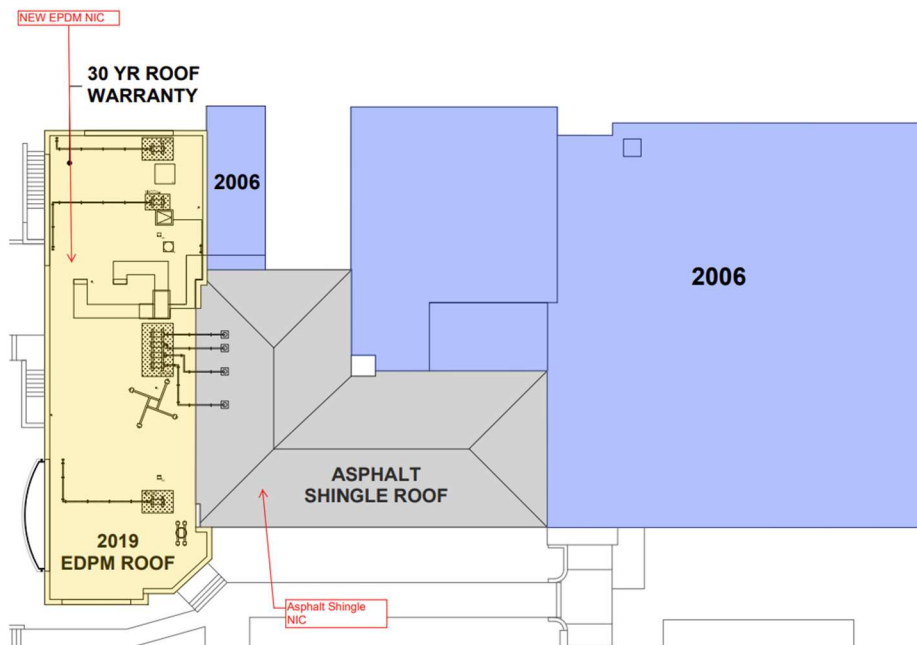 NEW EPDM NIC
30 YR ROOF
WARRANTY
2006
2006
ASPHALT
SHINGLE ROOF
2019
EDPM ROOF
Asphalt Shingle
NIC